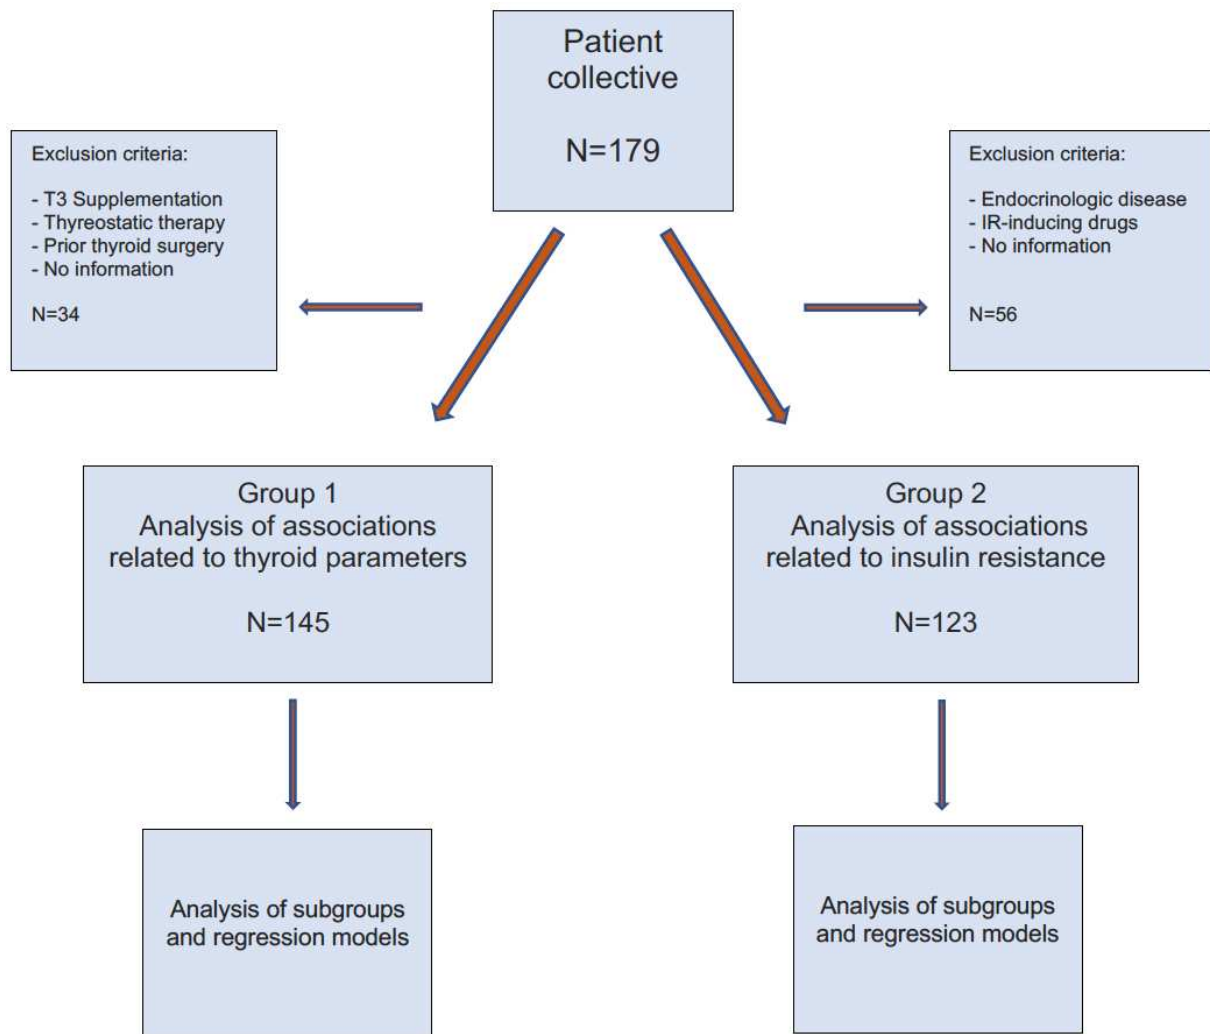 Patient
collective
N=179
Exclusion criteria:
- T3 Supplementation
- Thyreostatic therapy
- Prior thyroid surgery
- No information
N=34
Exclusion criteria:
- Endocrinologic disease
- IR-inducing drugs
- No information
N=56
Group 1
Analysis of associations
related to thyroid parameters
N=145
Group 2
Analysis of associations
related to insulin resistance
N=123
Analysis of subgroups
and regression models
Analysis of subgroups
and regression models